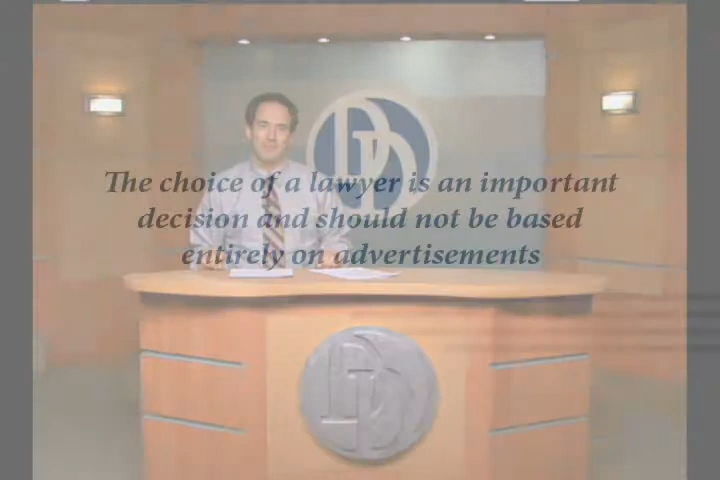 The choice of a lawyer is an important
decision and should not be based
entirely on advertisements